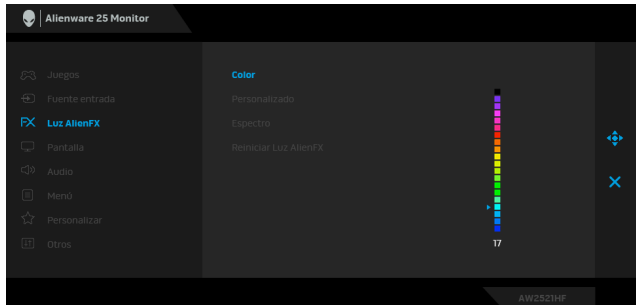 Alienware 25 Monitor
Juegos
Color
Fuente entrada
Personalizado
FX Luz AlienFX
Espectro
Pantalla
Reiniciar Luz AlienFX
Audio
Menú
Personalizar
Otros
17
AW2521HF